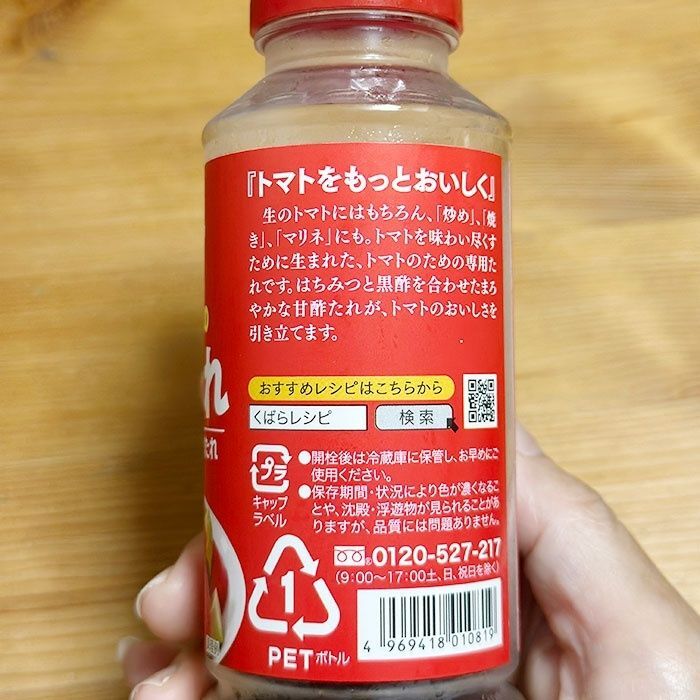 『トマトをもっとおいしく』
生のトマトにはもちろん、「炒め」、「焼
き」、「マリネ」にも。トマトを味わい尽くす
ために生まれた、トマトのための専用た
れです。はちみつと黒酢を合わせたまろ
やかな甘酢たれが、トマトのおいしさを
引き立てます。
れ
たれ
おすすめレシピはこちらから
くばらレシピ
検索
プラ
キャップ
ラベル
●開栓後は冷蔵庫に保管し、お早めにご
使用ください。
●保存期間・状況により色が濃くなるこ
とや、沈殿・浮遊物が見られることがあ
りますが、品質には問題ありません。
0120-527-217
(9:00〜17:00土、日、祝日を除く)
1
PETボトル
4 969418 010819